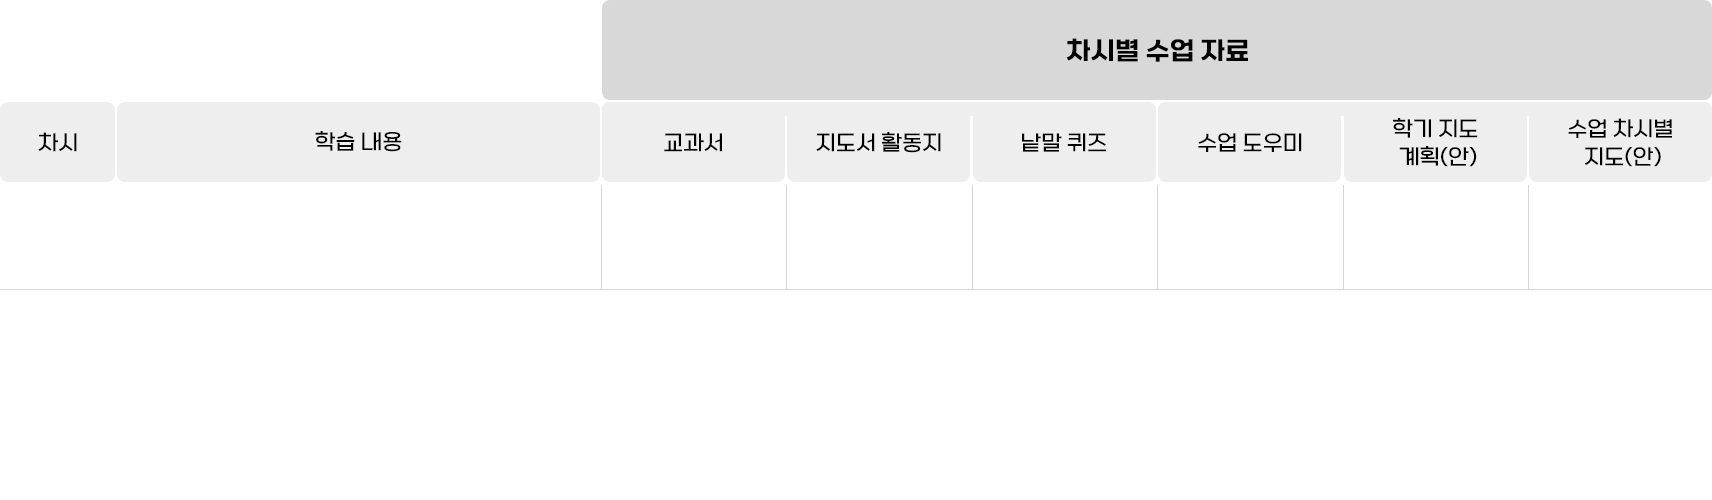 차시별 수업 자료
차시
학습 내용
교과서
지도서 활동지
낱말 퀴즈
수업 도우미
학기 지도
계획(안)
수업 차시별
지도(안)